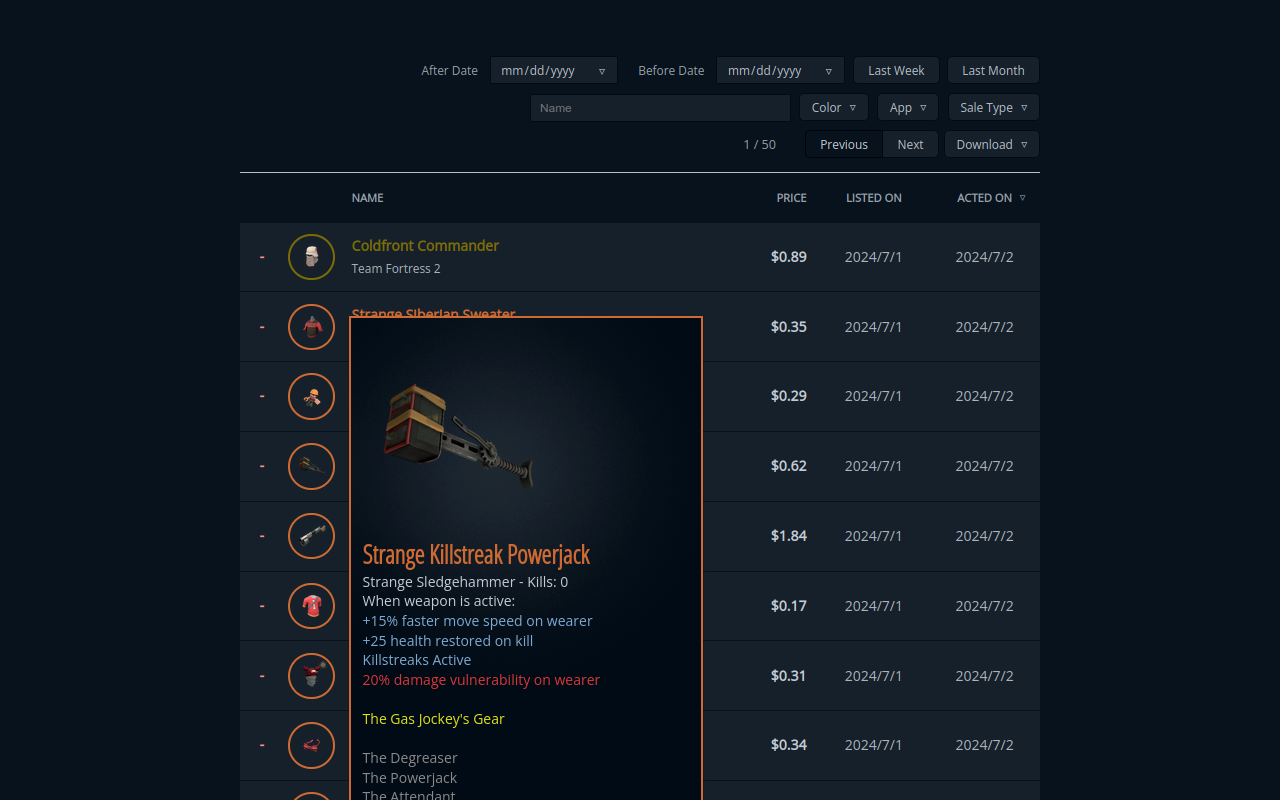 After Date mm/dd/yyyy Before Date mm/dd/yyyy Last Week Last Month
Name Color App Sale Type
1 / 50 Previous Next Download
NAME PRICE LISTED ON ACTED ON
- Coldfront Commander $0.89 2024/7/1 2024/7/2
Team Fortress 2
Strange Siberian Sweater
- $0.35 2024/7/1 2024/7/2
- $0.29 2024/7/1 2024/7/2
- $0.62 2024/7/1 2024/7/2
- $1.84 2024/7/1 2024/7/2
- $0.17 2024/7/1 2024/7/2
- $0.31 2024/7/1 2024/7/2
- $0.34 2024/7/1 2024/7/2
Strange Killstreak Powerjack
Strange Sledgehammer - Kills: 0
When weapon is active:
+15% faster move speed on wearer
+25 health restored on kill
Killstreaks Active
20% damage vulnerability on wearer
The Gas Jockey's Gear
The Degreaser
The Powerjack
The Attendant